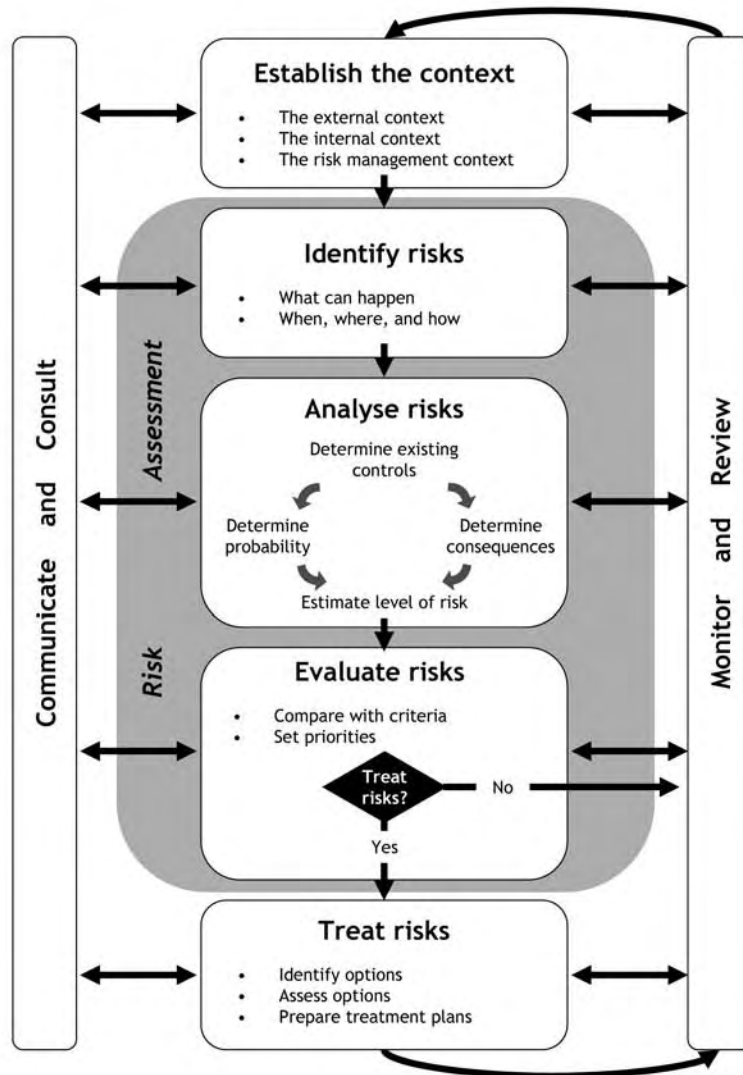 Establish the context
• The external context
• The internal context
• The risk management context
Identify risks
• What can happen
• When, where, and how
Analyse risks
Determine existing
controls
Determine
probability
Determine
consequences
Estimate level of risk
Evaluate risks
• Compare with criteria
• Set priorities
Treat
risks?
No
Yes
Treat risks
• Identify options
• Assess options
• Prepare treatment plans
Communicate and Consult
Risk Assessment
Monitor and Review